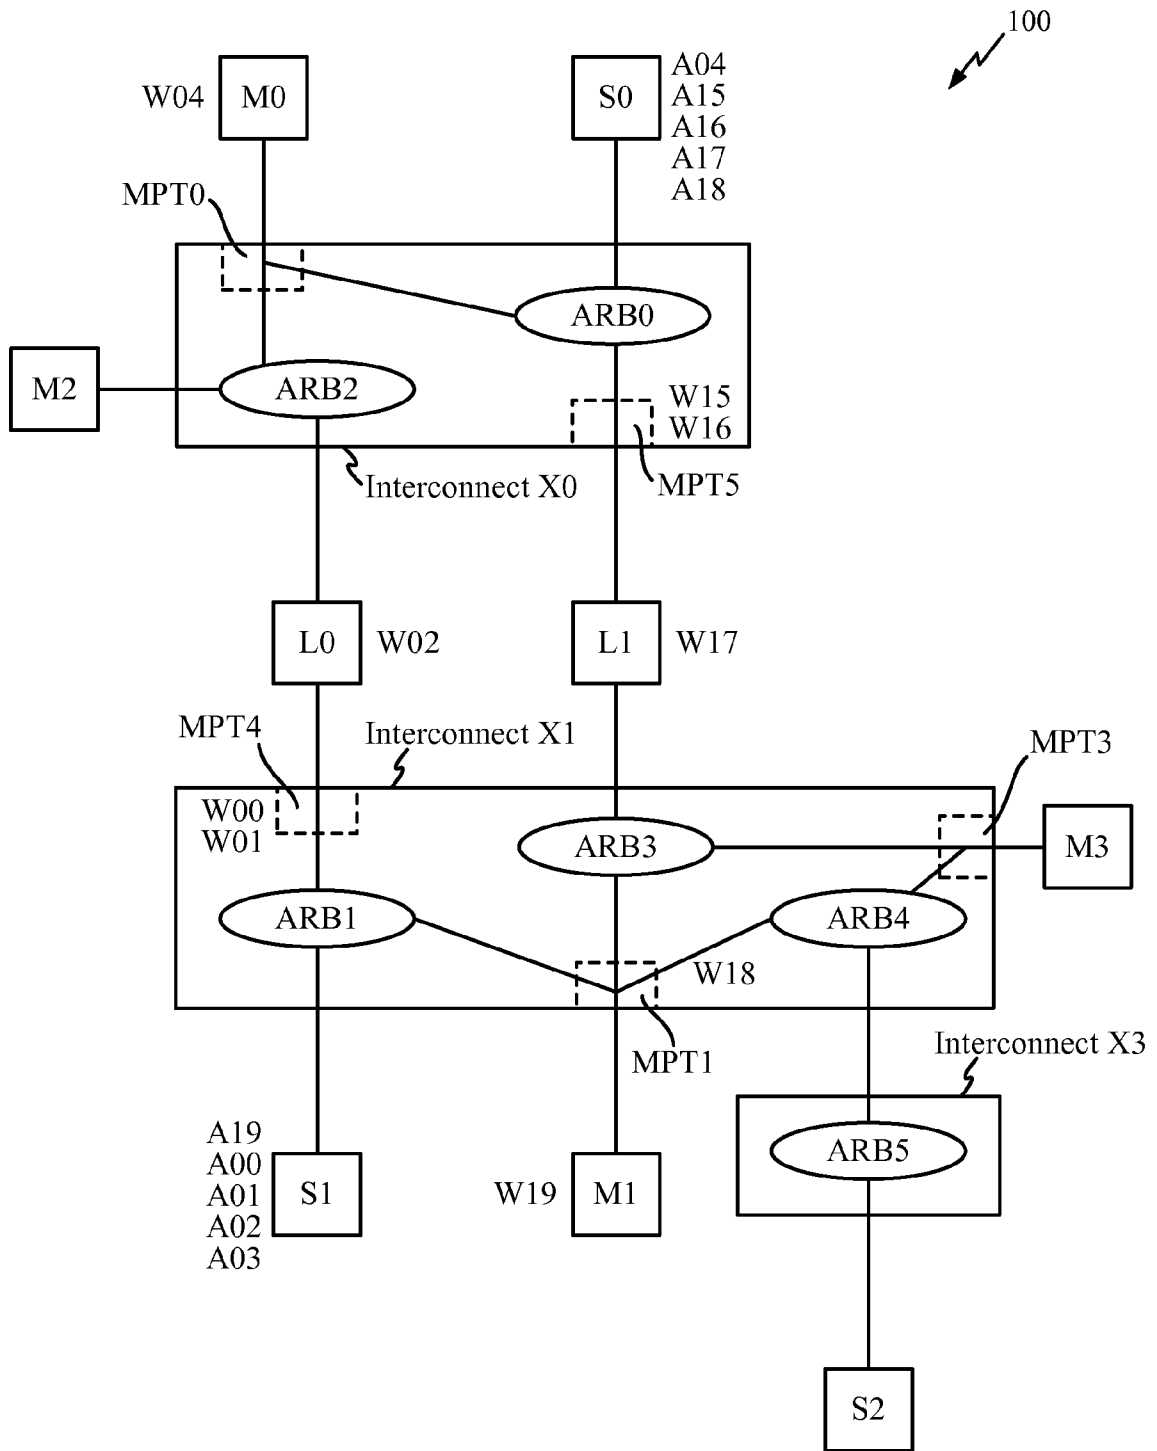 100
W04
M0
S0
A04
A15
A16
A17
A18
MPT0
ARB0
M2
ARB2
W15
W16
Interconnect X0
MPT5
L0
W02
L1
W17
MPT4
Interconnect X1
MPT3
W00
W01
ARB3
M3
ARB1
ARB4
W18
MPT1
Interconnect X3
A19
A00
A01
A02
A03
S1
W19
M1
ARB5
S2